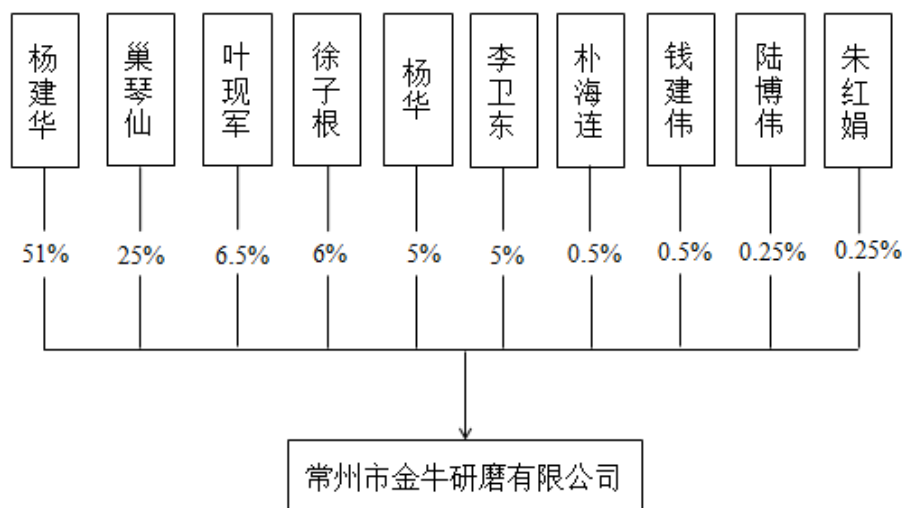 杨建华
巢琴仙
叶现军
徐子根
杨华
李卫东
朴海连
钱建伟
陆博伟
朱红娟
51%
25%
6.5%
6%
5%
5%
0.5%
0.5%
0.25%
0.25%
常州市金牛研磨有限公司